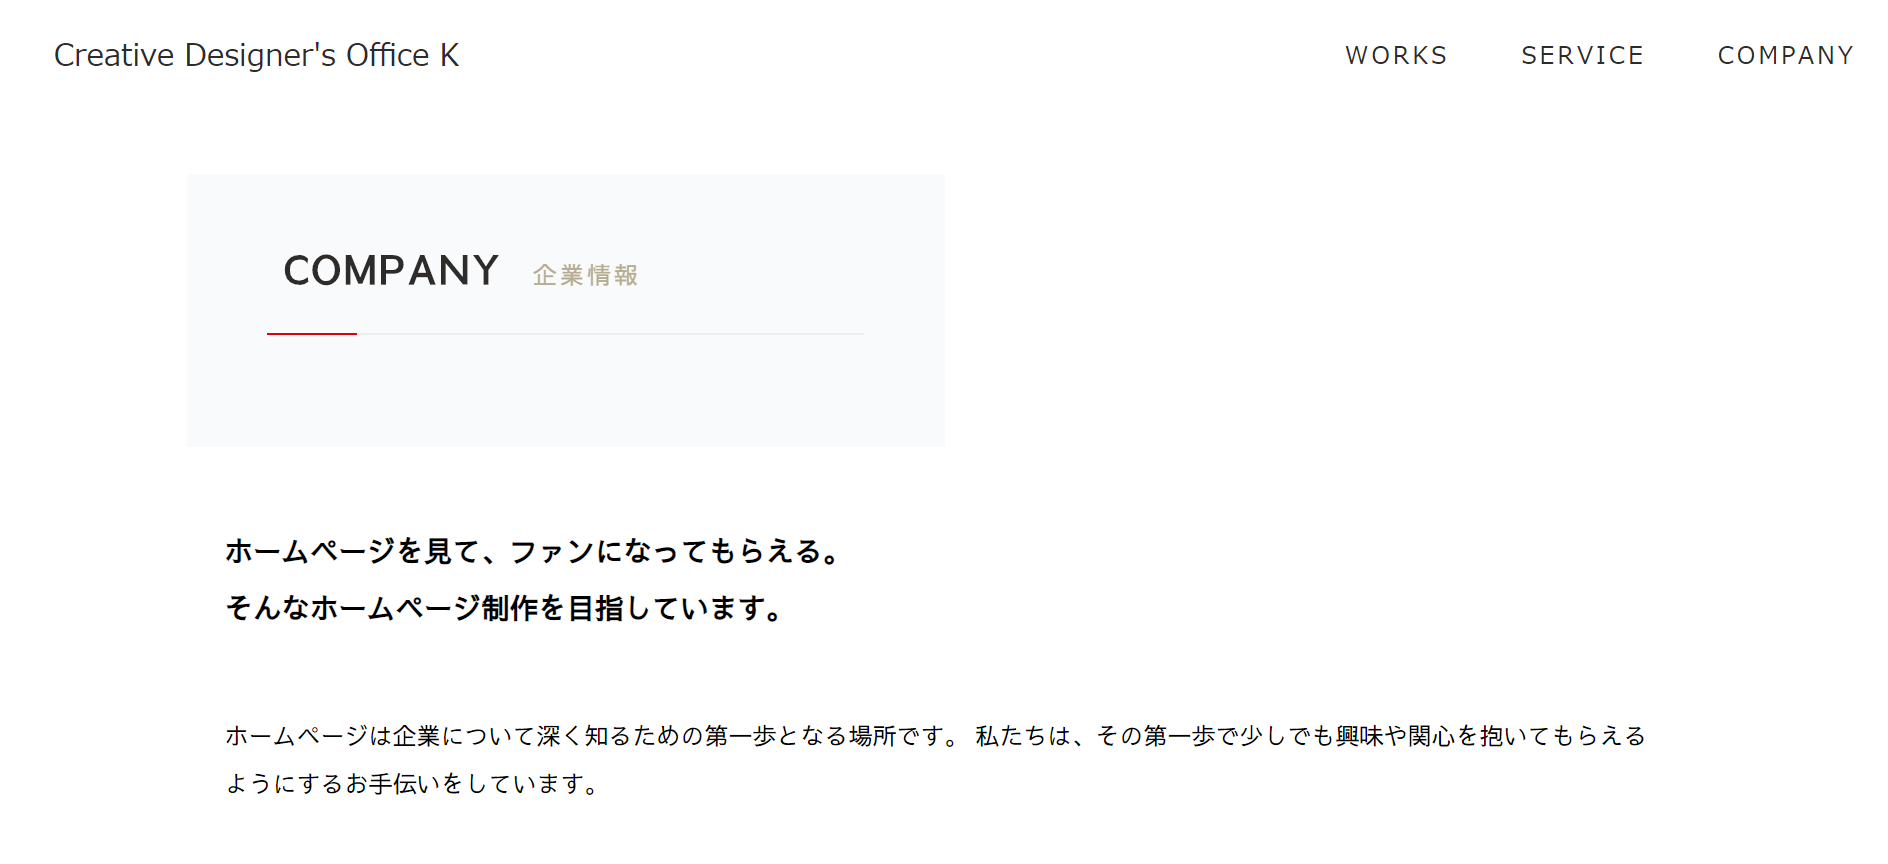 Creative Designer's Office K
WORKS SERVICE COMPANY
COMPANY 企業情報
ホームページを見て、ファンになってもらえる。
そんなホームページ制作を目指しています。
ホームページは企業について深く知るための第一歩となる場所です。 私たちは、その第一歩で少しでも興味や関心を抱いてもらえる
ようにするお手伝いをしています。